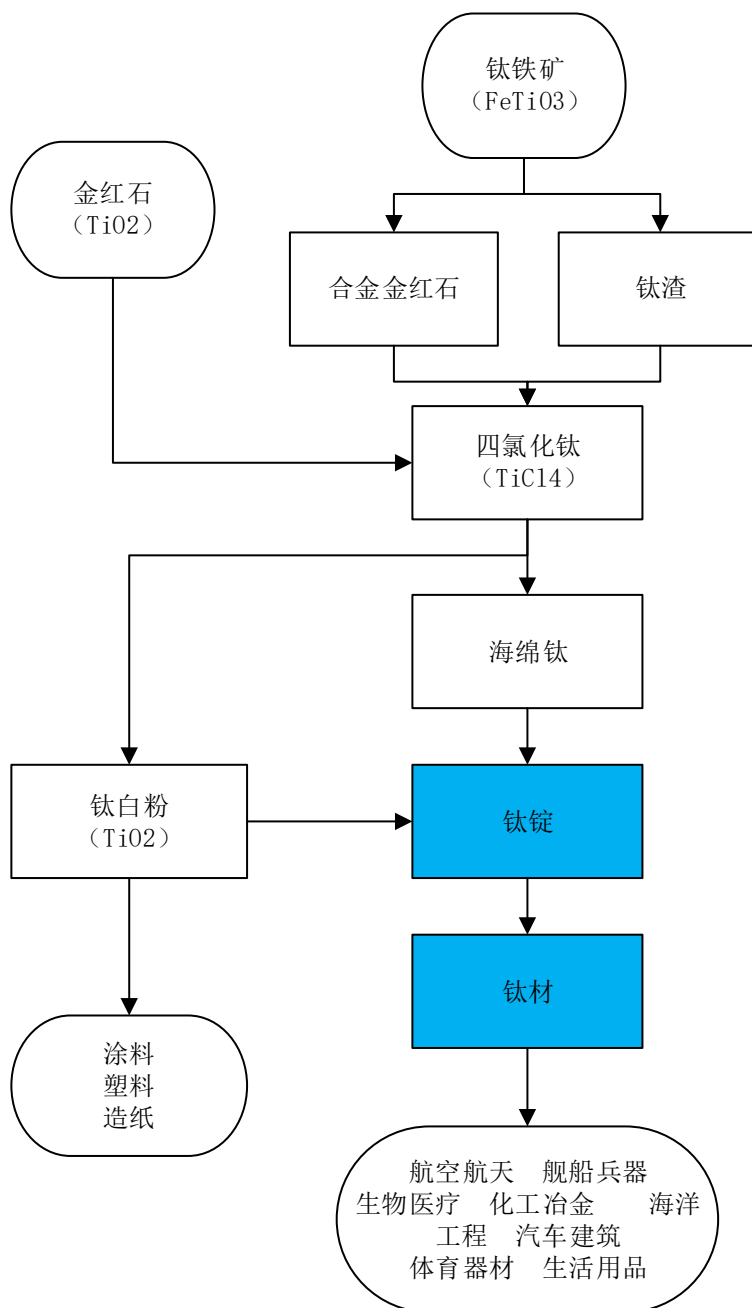 钛铁矿
（FeTiO3）
金红石
（TiO2）
合金金红石
钛渣
四氯化钛
（TiCl4）
海绵钛
钛白粉
（TiO2）
钛锭
钛材
涂料
塑料
造纸
航空航天　舰船兵器
生物医疗　化工冶金　　海洋
工程　汽车建筑
体育器材　生活用品